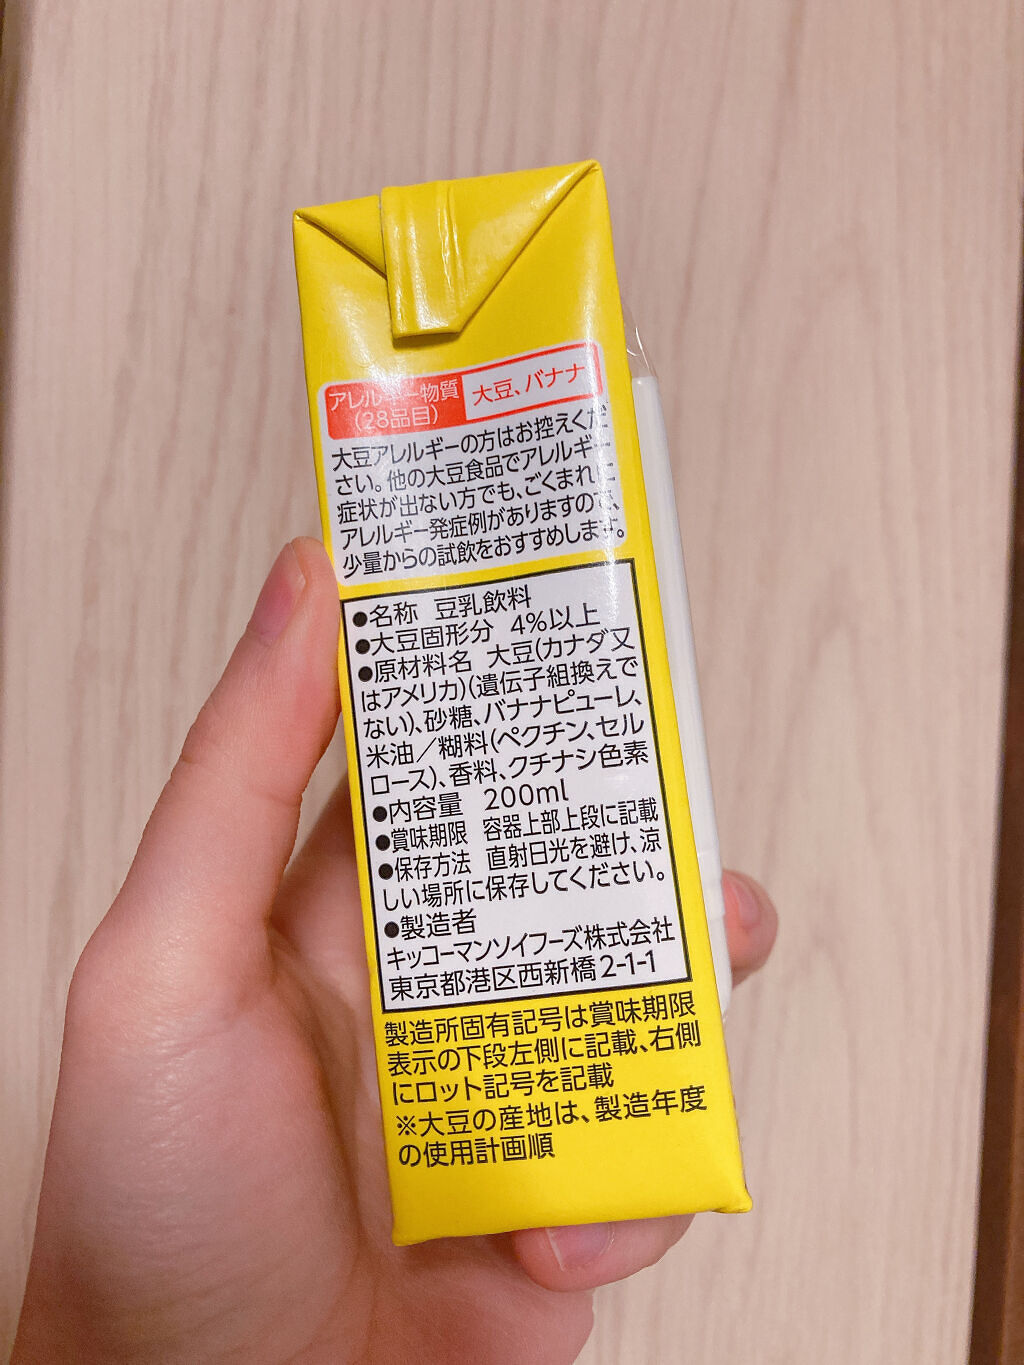 アレルギー物質
(28品目)
大豆、バナナ
大豆アレルギーの方はお控えくだ
さい。他の大豆食品でアレルギー
症状が出ない方でも、ごくまれに
アレルギー発症例がありますので、
少量からの試飲をおすすめします。
●名称 豆乳飲料
●大豆固形分 4%以上
●原材料名 大豆(カナダ又
はアメリカ)(遺伝子組換えで
ない)、砂糖、バナナピューレ、
米油/糊料(ペクチン、セル
ロース)、香料、クチナシ色素
●内容量 200ml
●賞味期限 容器上部上段に記載
●保存方法 直射日光を避け、涼
しい場所に保存してください。
●製造者
キッコーマンソイフーズ株式会社
東京都港区西新橋2-1-1
製造所固有記号は賞味期限
表示の下段左側に記載、右側
にロット記号を記載
※大豆の産地は、製造年度
の使用計画順